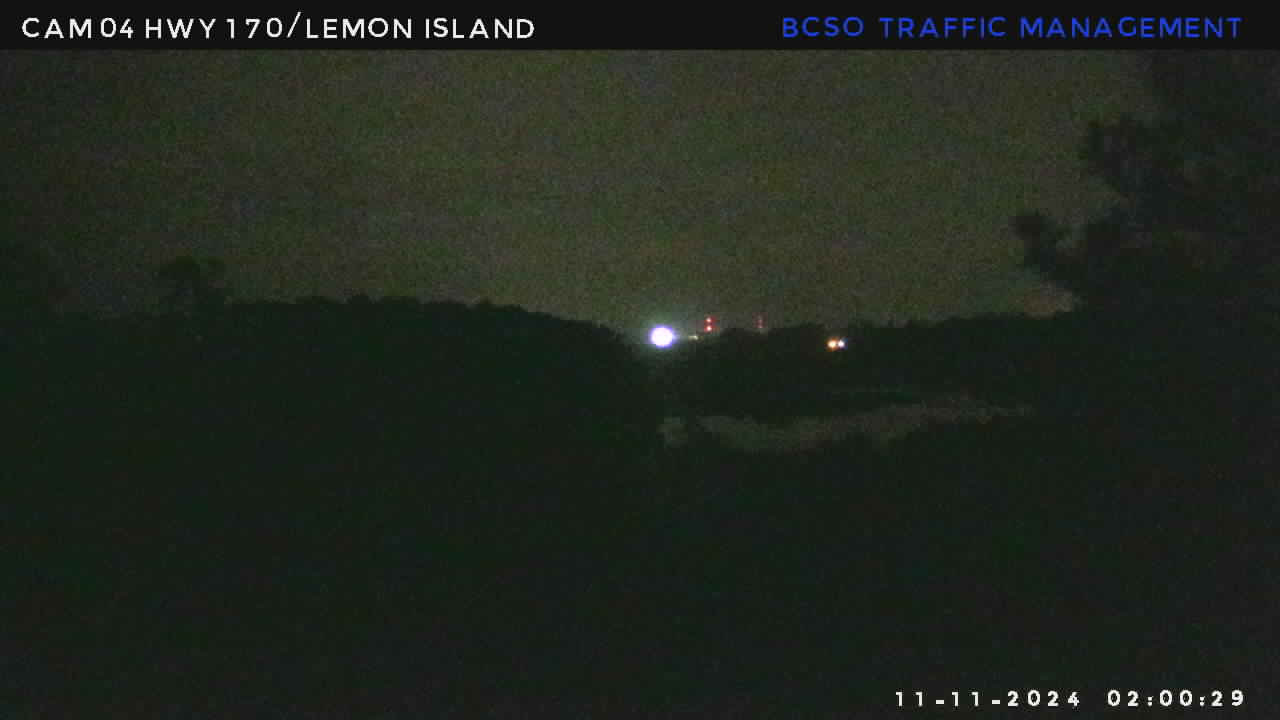 CAM04 HWY 170/LEMON ISLAND
BCSO TRAFFIC MANAGEMENT
11-11-2024 02:00:29